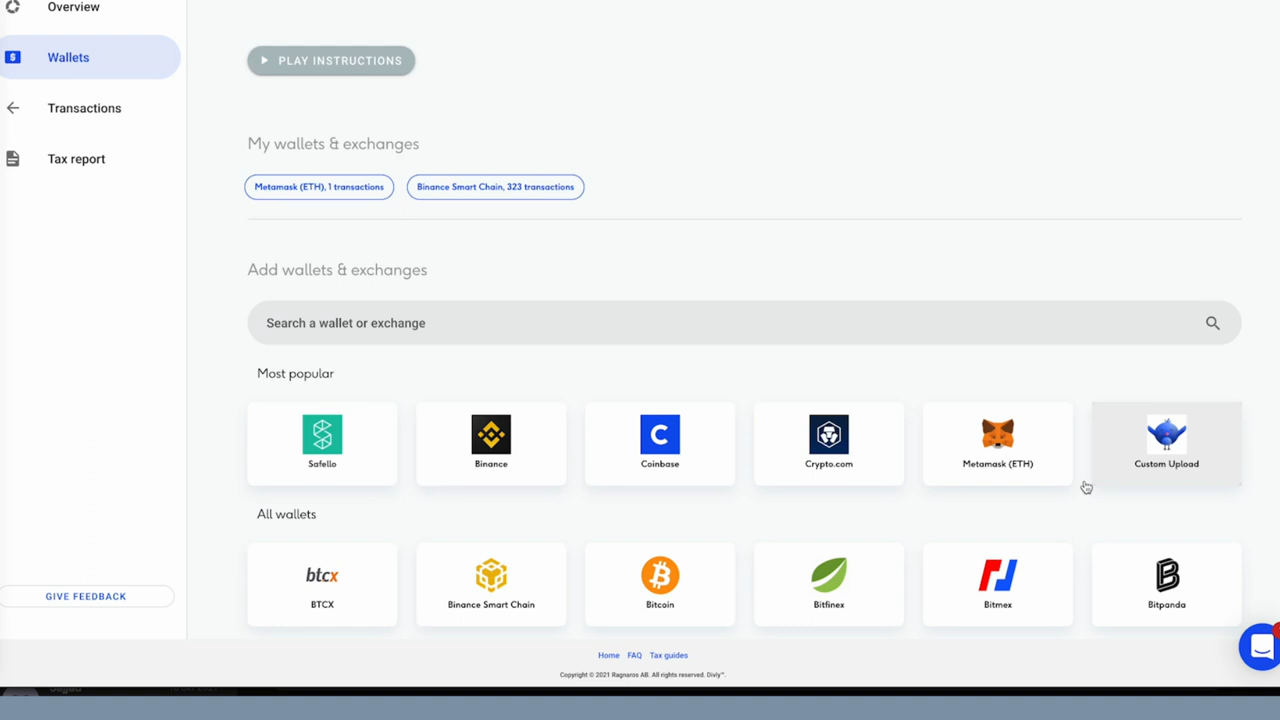 Overview
Wallets
Transactions
Tax report
GIVE FEEDBACK
PLAY INSTRUCTIONS
My wallets & exchanges
Metamask (ETH), 1 transactions
Binance Smart Chain, 323 transactions
Add wallets & exchanges
Search a wallet or exchange
Most popular
Safello
Binance
Coinbase
Crypto.com
Metamask (ETH)
Custom Upload
All wallets
btcx
BTCX
Binance Smart Chain
Bitcoin
Bitfinex
Bitmex
Bitpanda
Home FAQ Tax guides
Copyright © 2021 Ragnaros AB. All rights reserved. Divly™.